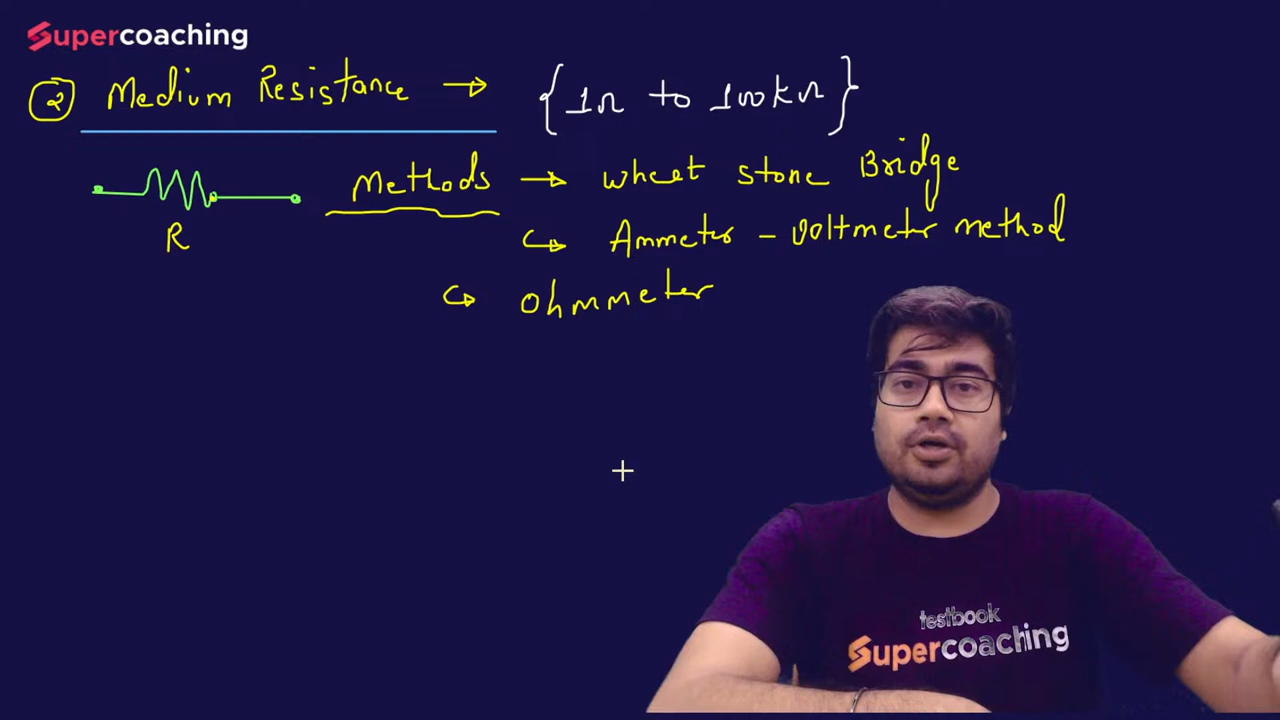 Supercoaching
② Medium Resistance → {1Ω to 100kΩ}
Methods → wheat stone Bridge
R
↪ Ammeter - voltmeter method
↪ ohmmeter
testbook
Supercoaching